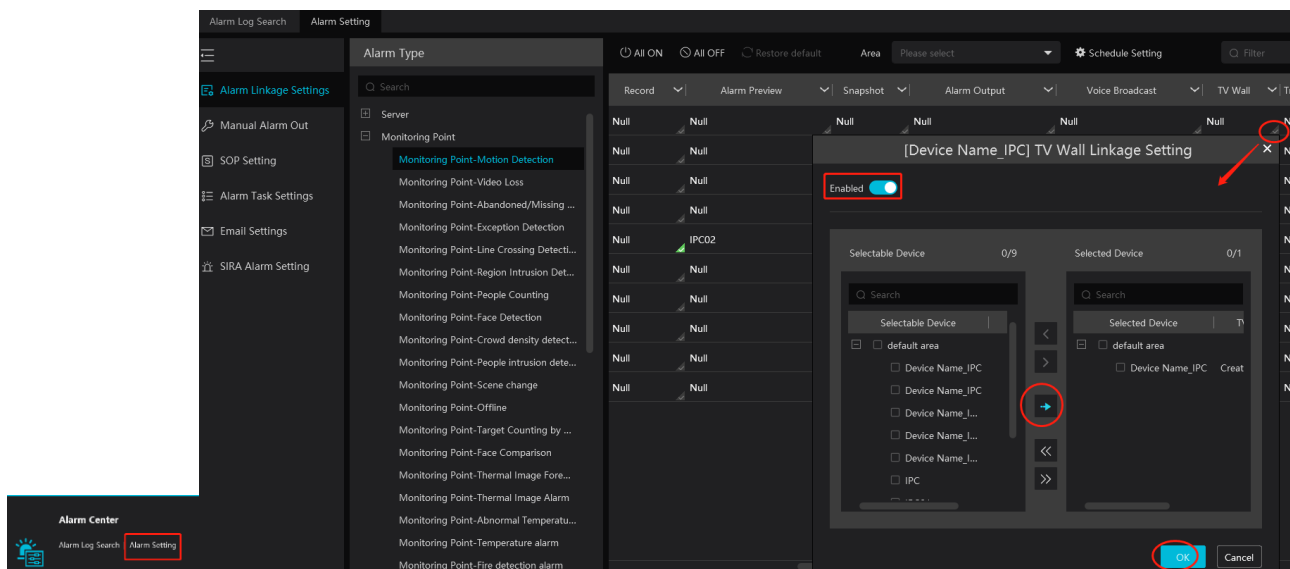 Alarm Log Search
Alarm Setting
Alarm Linkage Settings
Manual Alarm Out
SOP Setting
Alarm Task Settings
Email Settings
SIRA Alarm Setting
Alarm Type
Search
Server
Monitoring Point
Monitoring Point-Motion Detection
Monitoring Point-Video Loss
Monitoring Point-Abandoned/Missing ...
Monitoring Point-Exception Detection
Monitoring Point-Line Crossing Detecti...
Monitoring Point-Region Intrusion Det...
Monitoring Point-People Counting
Monitoring Point-Face Detection
Monitoring Point-Crowd density detect...
Monitoring Point-People intrusion dete...
Monitoring Point-Scene change
Monitoring Point-Offline
Monitoring Point-Target Counting by ...
Monitoring Point-Face Comparison
Monitoring Point-Thermal Image Fore...
Monitoring Point-Thermal Image Alarm
Monitoring Point-Abnormal Temperatu...
Monitoring Point-Temperature alarm
Monitoring Point-Fire detection alarm
All ON All OFF Restore default Area Please select Schedule Setting Filter
Record Alarm Preview Snapshot Alarm Output Voice Broadcast TV Wall
Null Null Null Null Null Null
Null Null
Null Null
Null Null
Null IPC02
Null Null
Null Null
Null Null
Null Null
Null Null
[Device Name_IPC] TV Wall Linkage Setting
Enabled
Selectable Device 0/9
Search
Selectable Device
default area
Device Name_IPC
Device Name_IPC
Device Name_I...
Device Name_I...
Device Name_I...
IPC
Selected Device 0/1
Search
Selected Device
default area
Device Name_IPC Creat
OK Cancel
Alarm Center
Alarm Log Search Alarm Setting